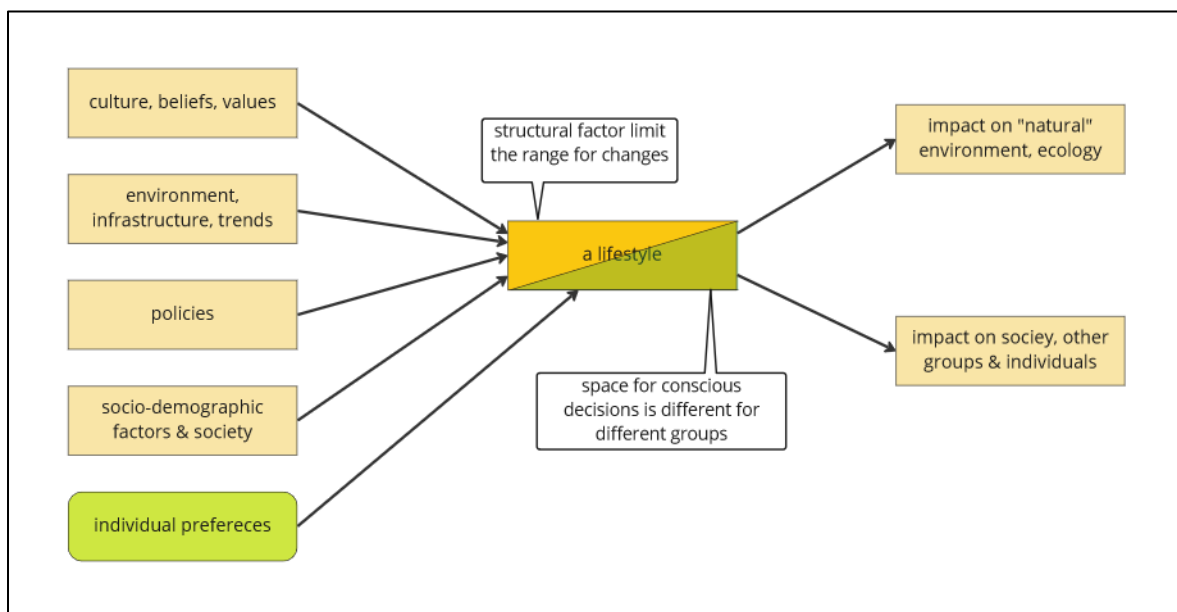 culture, beliefs, values
environment,
infrastructure, trends
policies
socio-demographic
factors & society
individual prefereces
structural factor limit
the range for changes
a lifestyle
space for conscious
decisions is different for
different groups
impact on "natural"
environment, ecology
impact on sociey, other
groups & individuals